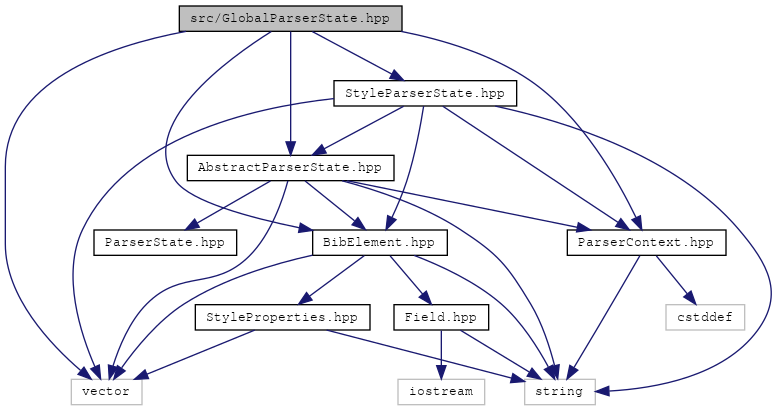 src/GlobalParserState.hpp
StyleParserState.hpp
AbstractParserState.hpp
ParserState.hpp
BibElement.hpp
ParserContext.hpp
StyleProperties.hpp
Field.hpp
cstddef
vector
iostream
string